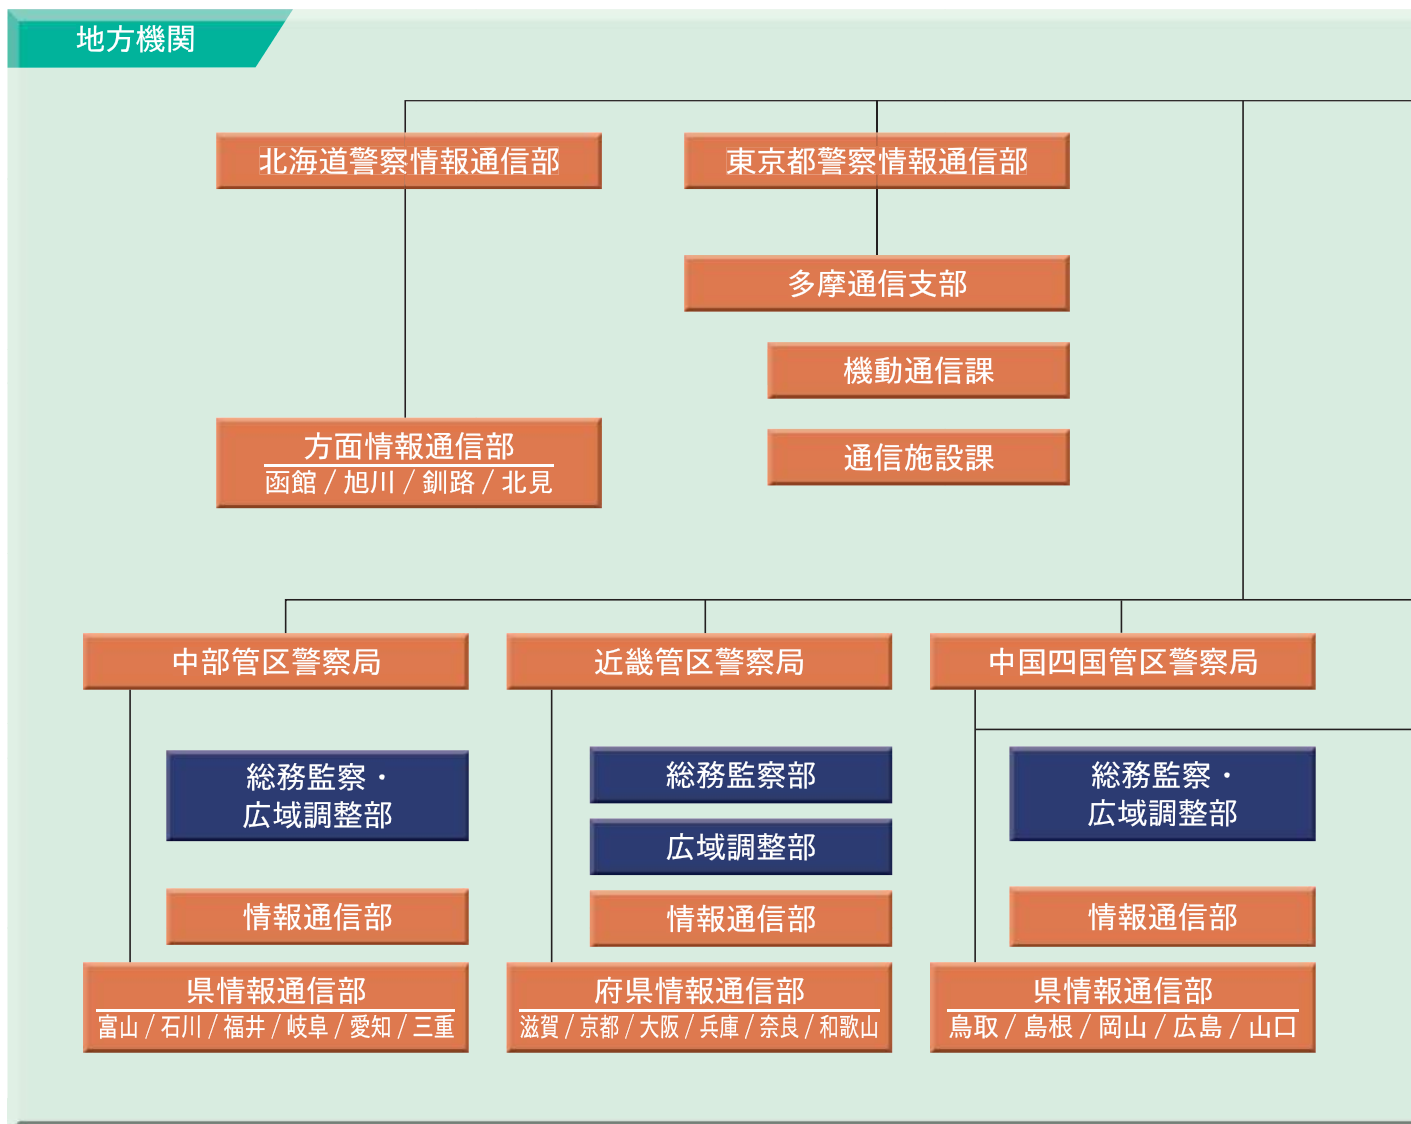 地方機関
北海道警察情報通信部
東京都警察情報通信部
多摩通信支部
機動通信課
通信施設課
方面情報通信部
函館 / 旭川 / 釧路 / 北見
中部管区警察局
総務監察・
広域調整部
情報通信部
県情報通信部
富山 / 石川 / 福井 / 岐阜 / 愛知 / 三重
近畿管区警察局
総務監察部
広域調整部
情報通信部
府県情報通信部
滋賀 / 京都 / 大阪 / 兵庫 / 奈良 / 和歌山
中国四国管区警察局
総務監察・
広域調整部
情報通信部
県情報通信部
鳥取 / 島根 / 岡山 / 広島 / 山口